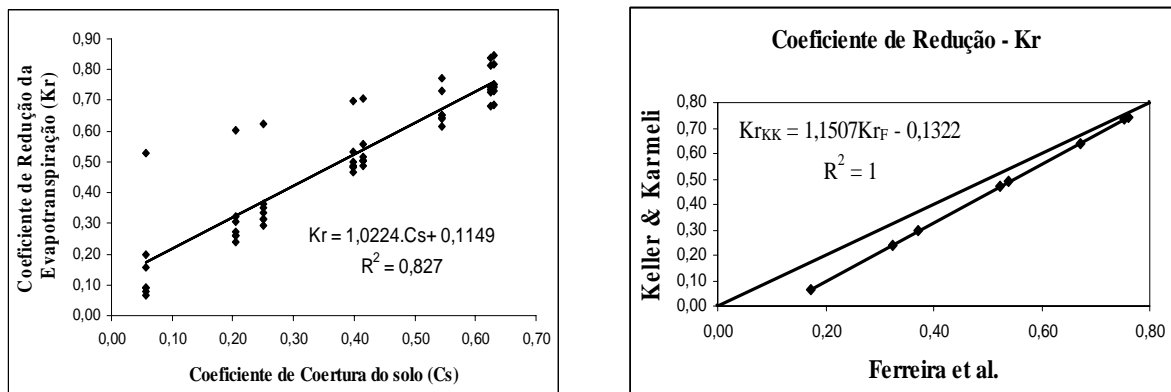 Coeficiente de Redução da
Evapotranspiração (Kr)
0,90
0,80
0,70
0,60
0,50
0,40
0,30
0,20
0,10
0,00
Kr = 1,0224.Cs+ 0,1149
R² = 0,827
0,00 0,10 0,20 0,30 0,40 0,50 0,60 0,70
Coeficiente de Coertura do solo (Cs)
Coeficiente de Redução - Kr
Keller & Karmeli
0,80
0,70
0,60
0,50
0,40
0,30
0,20
0,10
0,00
KrKK = 1,1507KrF - 0,1322
R² = 1
0,00 0,20 0,40 0,60 0,80
Ferreira et al.